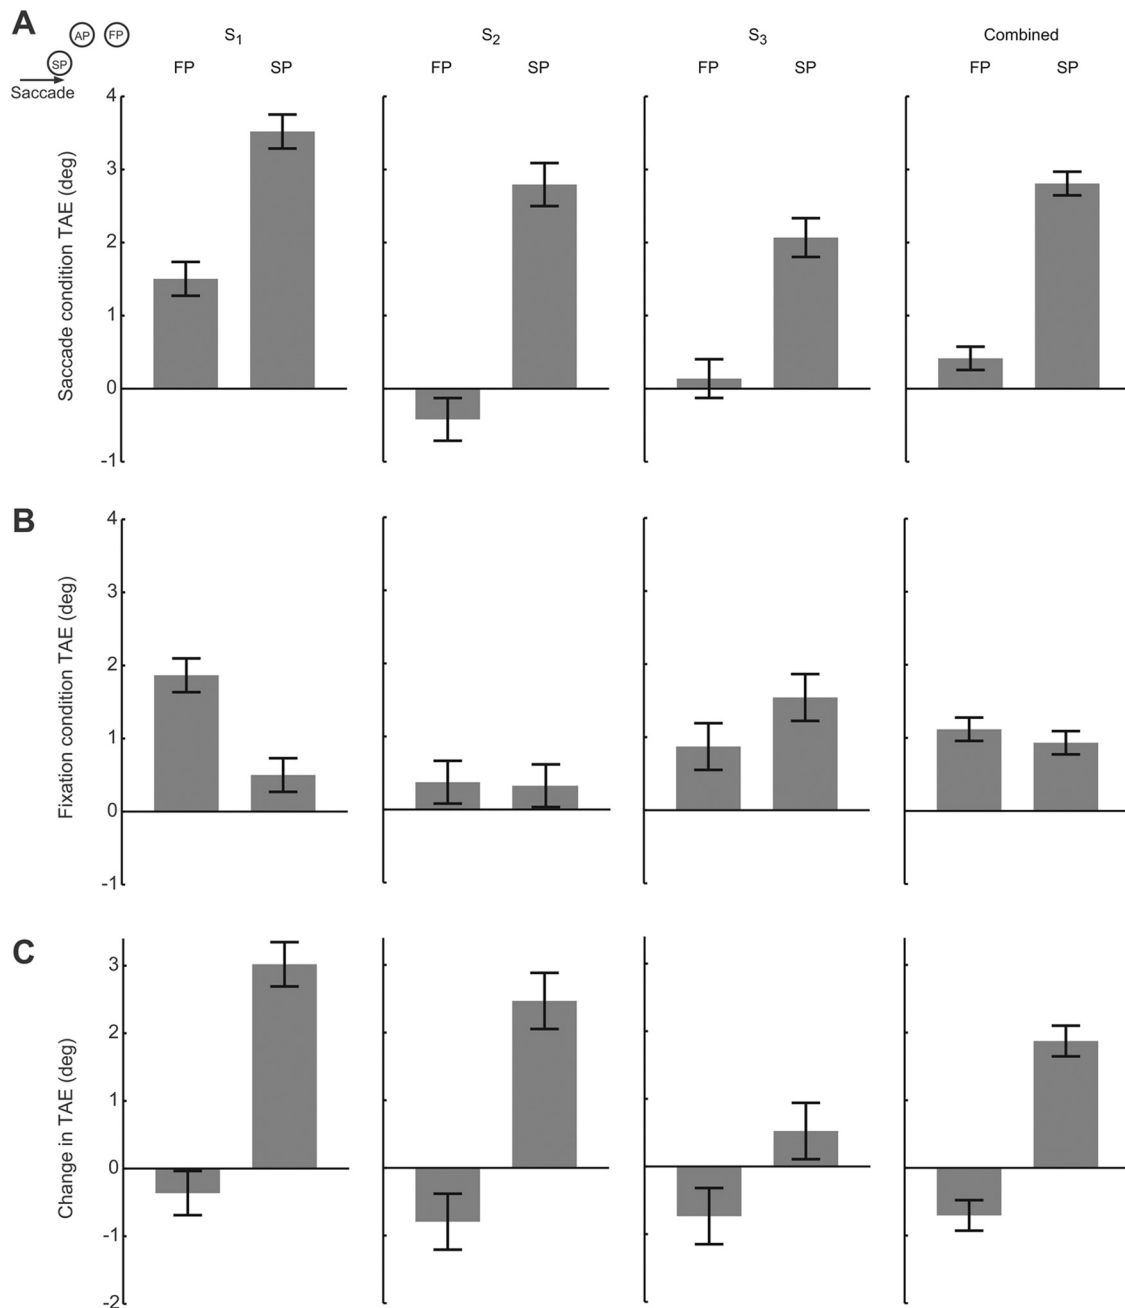 A
AP FP
SP
Saccade
S1 S2 S3 Combined
FP SP FP SP FP SP FP SP
Saccade condition TAE (deg)
4
3
2
1
0
-1
B
Fixation condition TAE (deg)
4
3
2
1
0
-1
C
Change in TAE (deg)
3
2
1
0
-1
-2